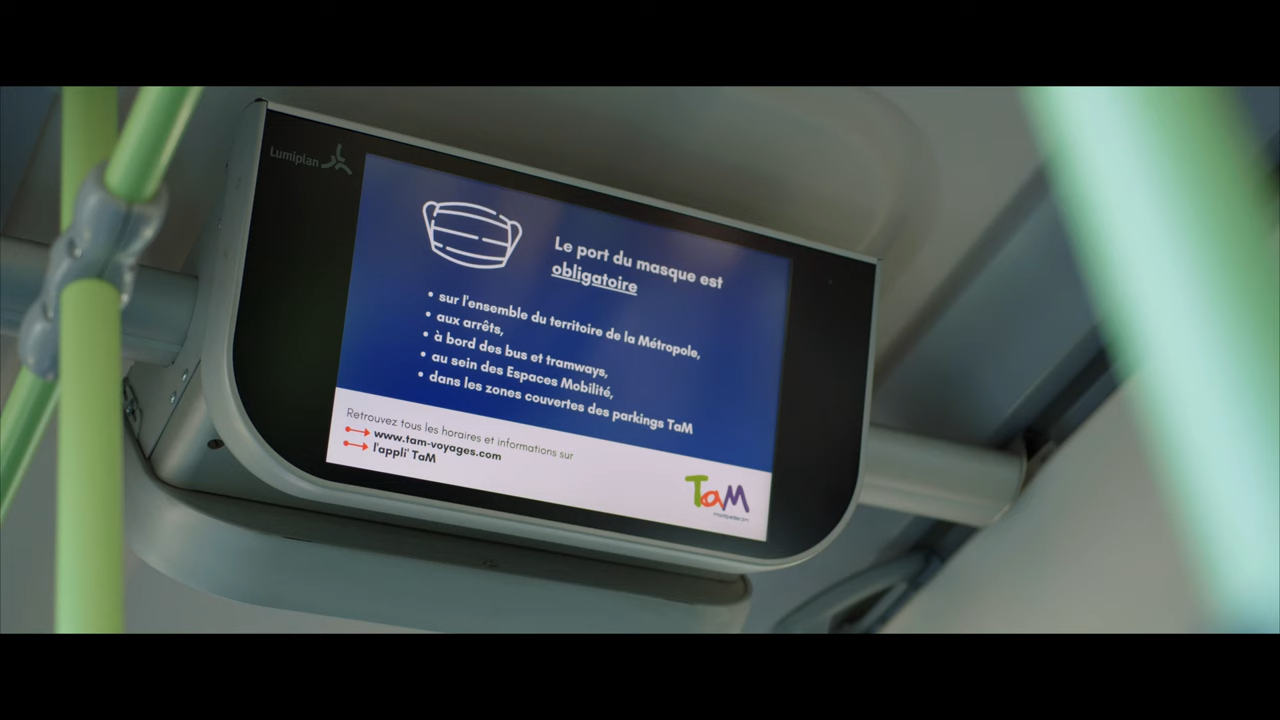 Lumiplan
Le port du masque est
obligatoire
• sur l'ensemble du territoire de la Métropole,
• aux arrêts,
• à bord des bus et tramways,
• au sein des Espaces Mobilité,
• dans les zones couvertes des parkings TaM
Retrouvez tous les horaires et informations sur
www.tam-voyages.com
l'appli' TaM
TaM